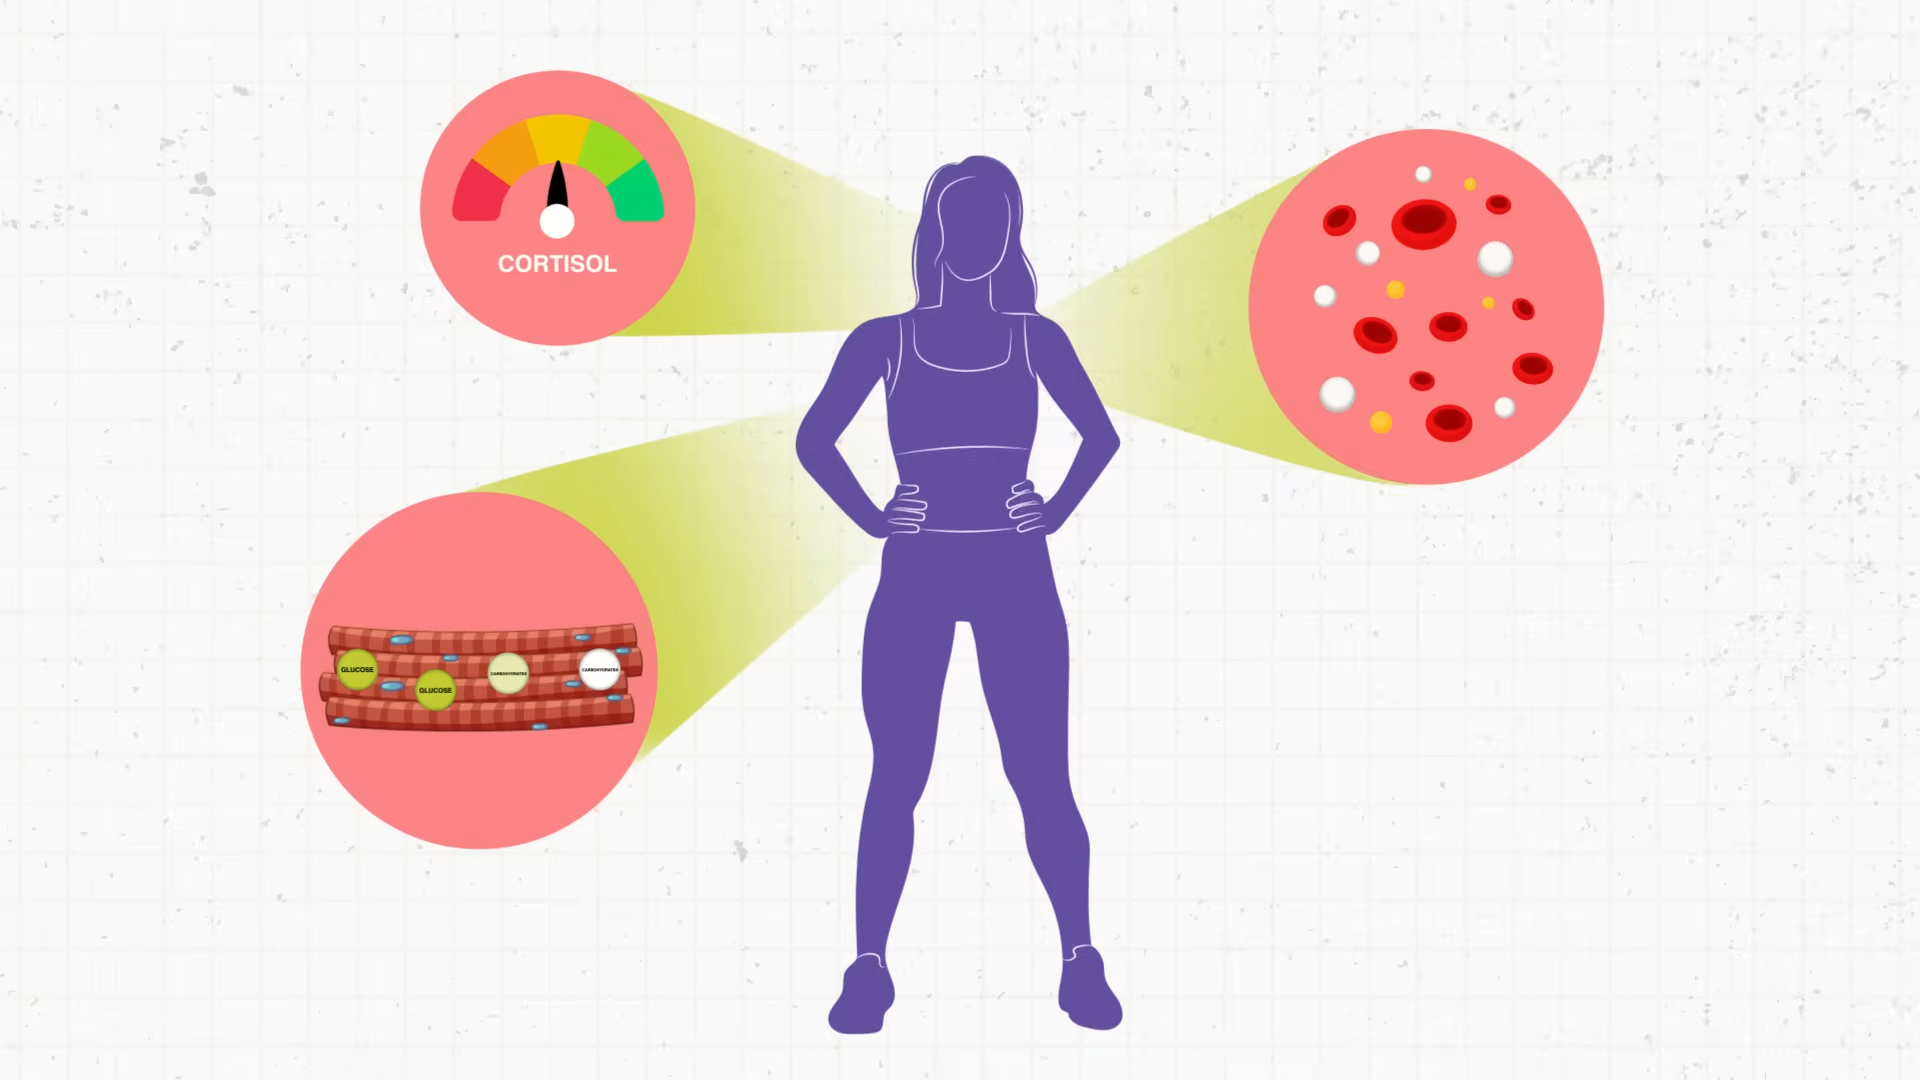 CORTISOL
GLUCOSE
GLUCOSE
CARBOHYDRATES
CARBOHYDRATES